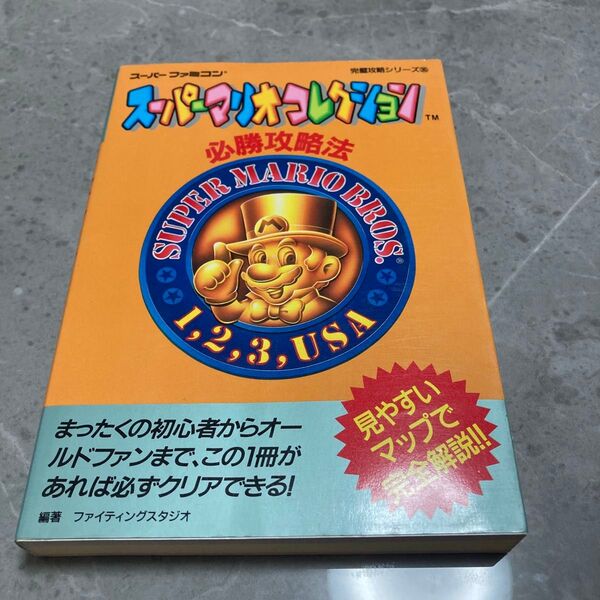 スーパーファミコン®
完璧攻略シリーズ
スーパーマリオコレクション™
必勝攻略法
SUPER MARIO BROS.®
1,2,3,USA
見やすい
マップで
完全解説!!
まったくの初心者からオー
ルドファンまで、この1冊が
あれば必ずクリアできる!
編著 ファイティングスタジオ